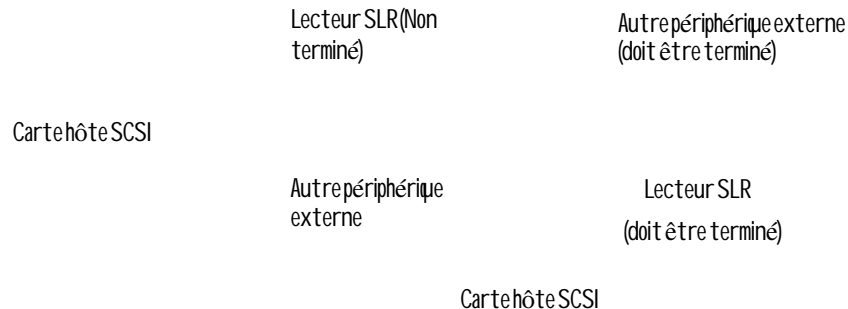 Lecteur SLR (Non
terminé)
Autre périphérique externe
(doit être terminé)
Carte hôte SCSI
Autre périphérique
externe
Lecteur SLR
(doit être terminé)
Carte hôte SCSI